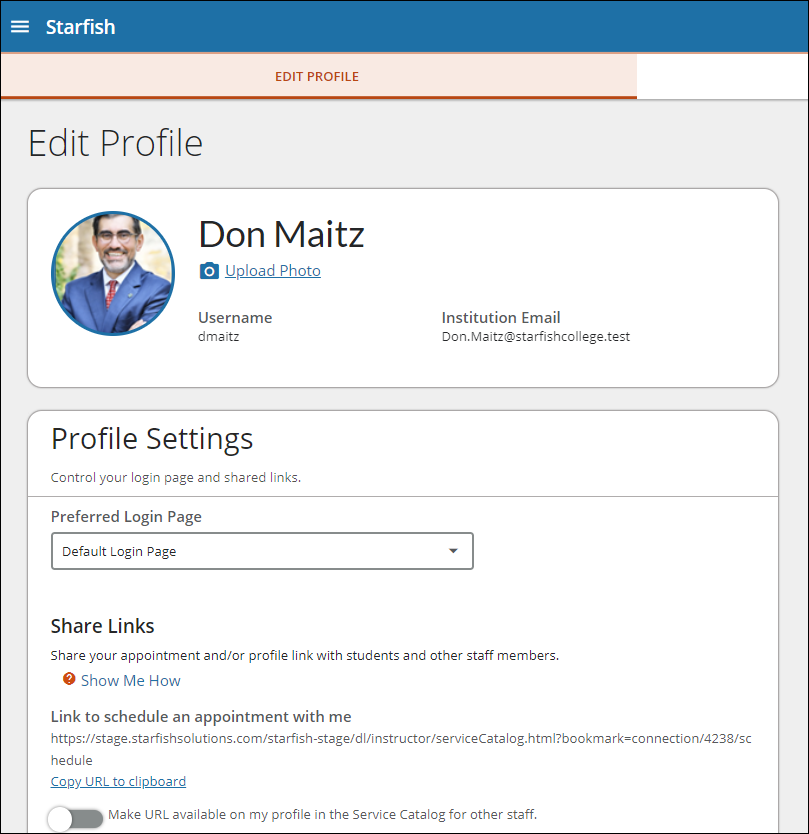 Starfish
EDIT PROFILE
Edit Profile
Don Maitz
Upload Photo
Username
dmaitz
Institution Email
Don.Maitz@starfishcollege.test
Profile Settings
Control your login page and shared links.
Preferred Login Page
Default Login Page
Share Links
Share your appointment and/or profile link with students and other staff members.
? Show Me How
Link to schedule an appointment with me
https://stage.starfishsolutions.com/starfish-stage/dl/instructor/serviceCatalog.html?bookmark=connection/4238/sc
hedule
Copy URL to clipboard
Make URL available on my profile in the Service Catalog for other staff.